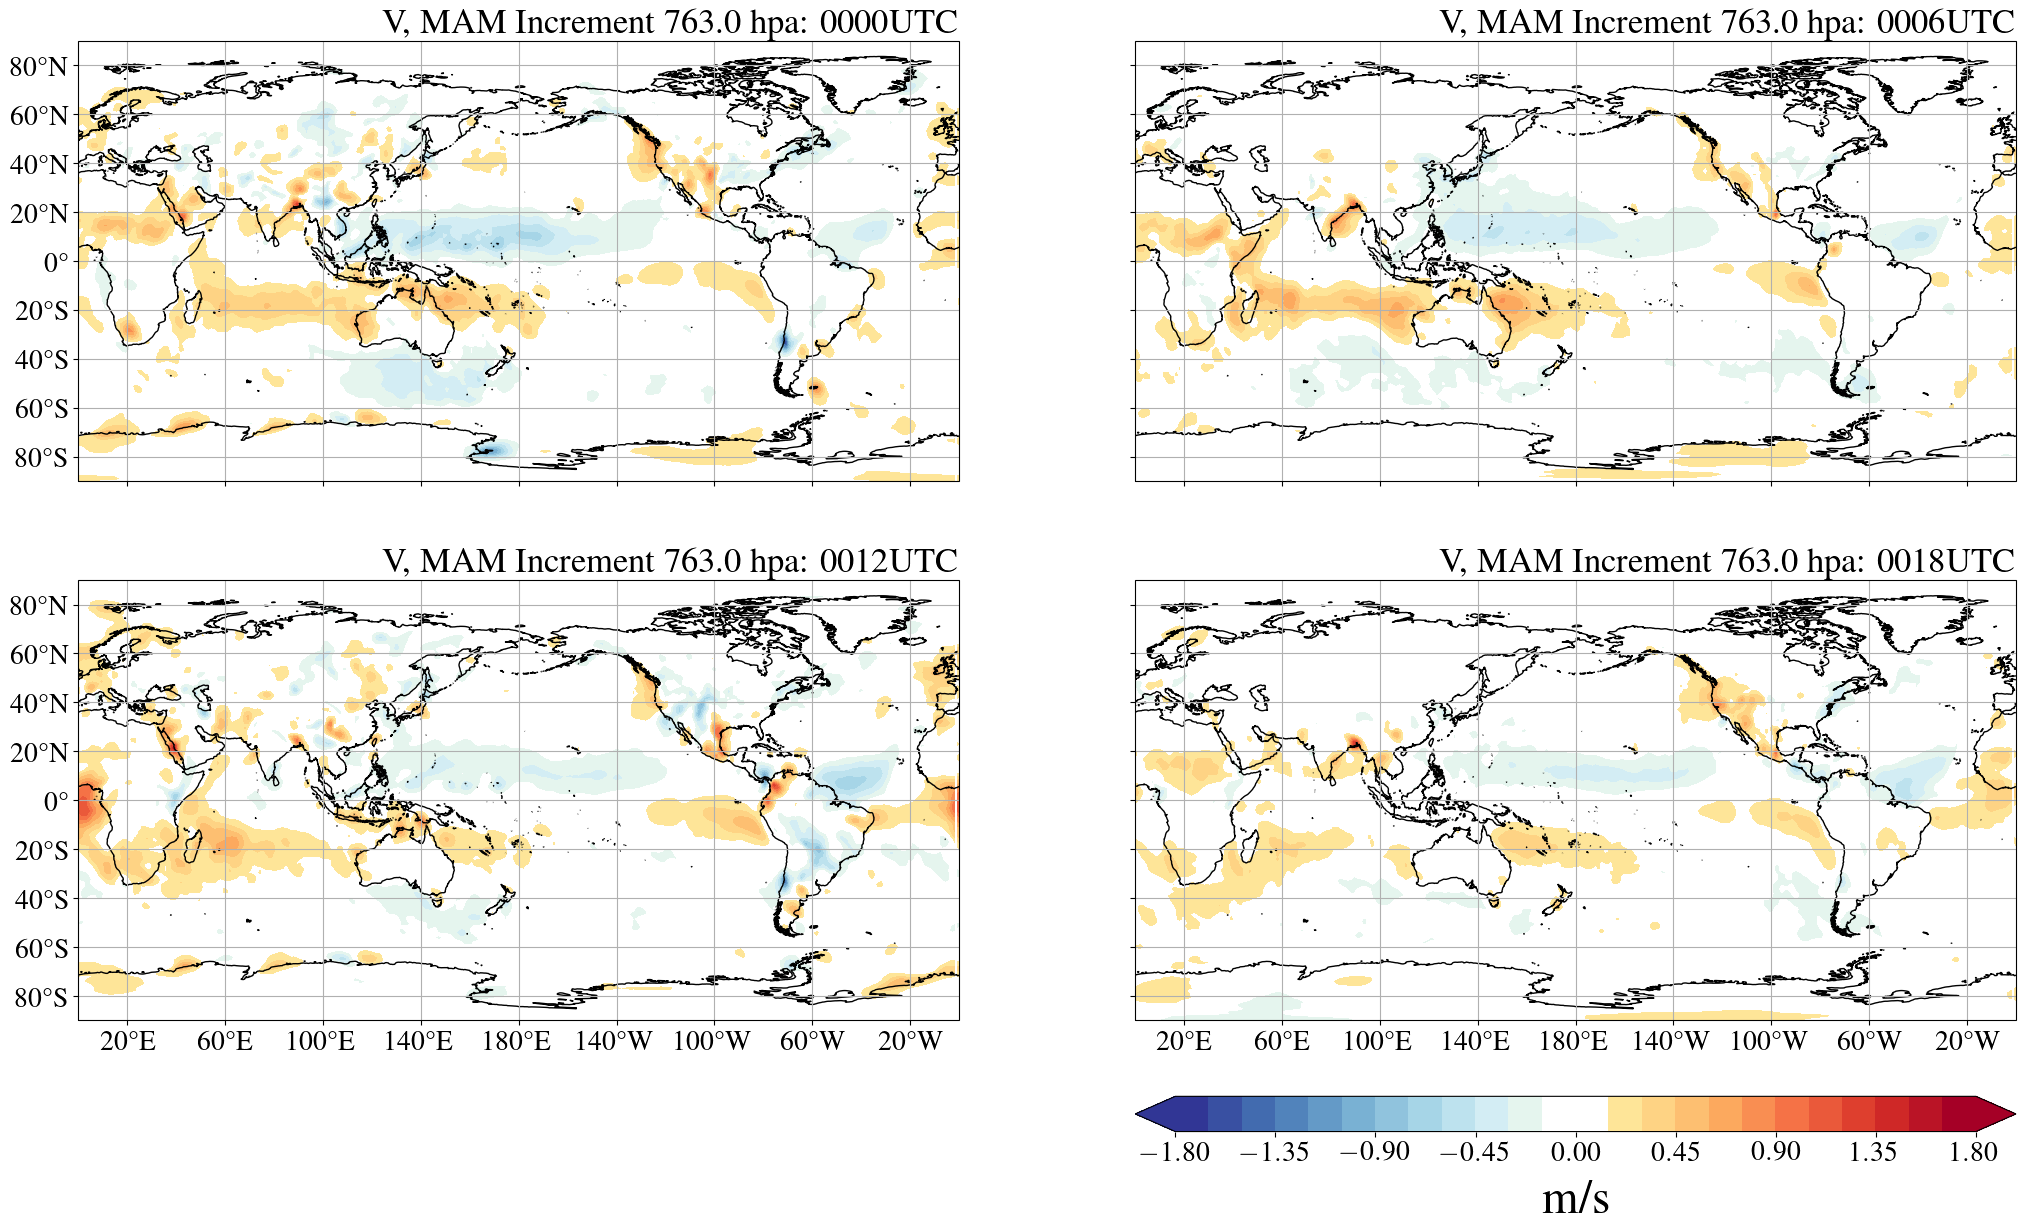 V, MAM Increment 763.0 hpa: 0000UTC
V, MAM Increment 763.0 hpa: 0006UTC
80°N
60°N
40°N
20°N
0°
20°S
40°S
60°S
80°S
V, MAM Increment 763.0 hpa: 0012UTC
V, MAM Increment 763.0 hpa: 0018UTC
80°N
60°N
40°N
20°N
0°
20°S
40°S
60°S
80°S
20°E 60°E 100°E 140°E 180°E 140°W 100°W 60°W 20°W
20°E 60°E 100°E 140°E 180°E 140°W 100°W 60°W 20°W
−1.80 −1.35 −0.90 −0.45 0.00 0.45 0.90 1.35 1.80
m/s